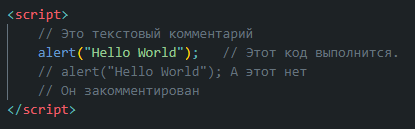 <script>
// Это текстовый комментарий
alert("Hello World");   // Этот код выполнится.
// alert("Hello World"); А этот нет
// Он закомментирован
</script>